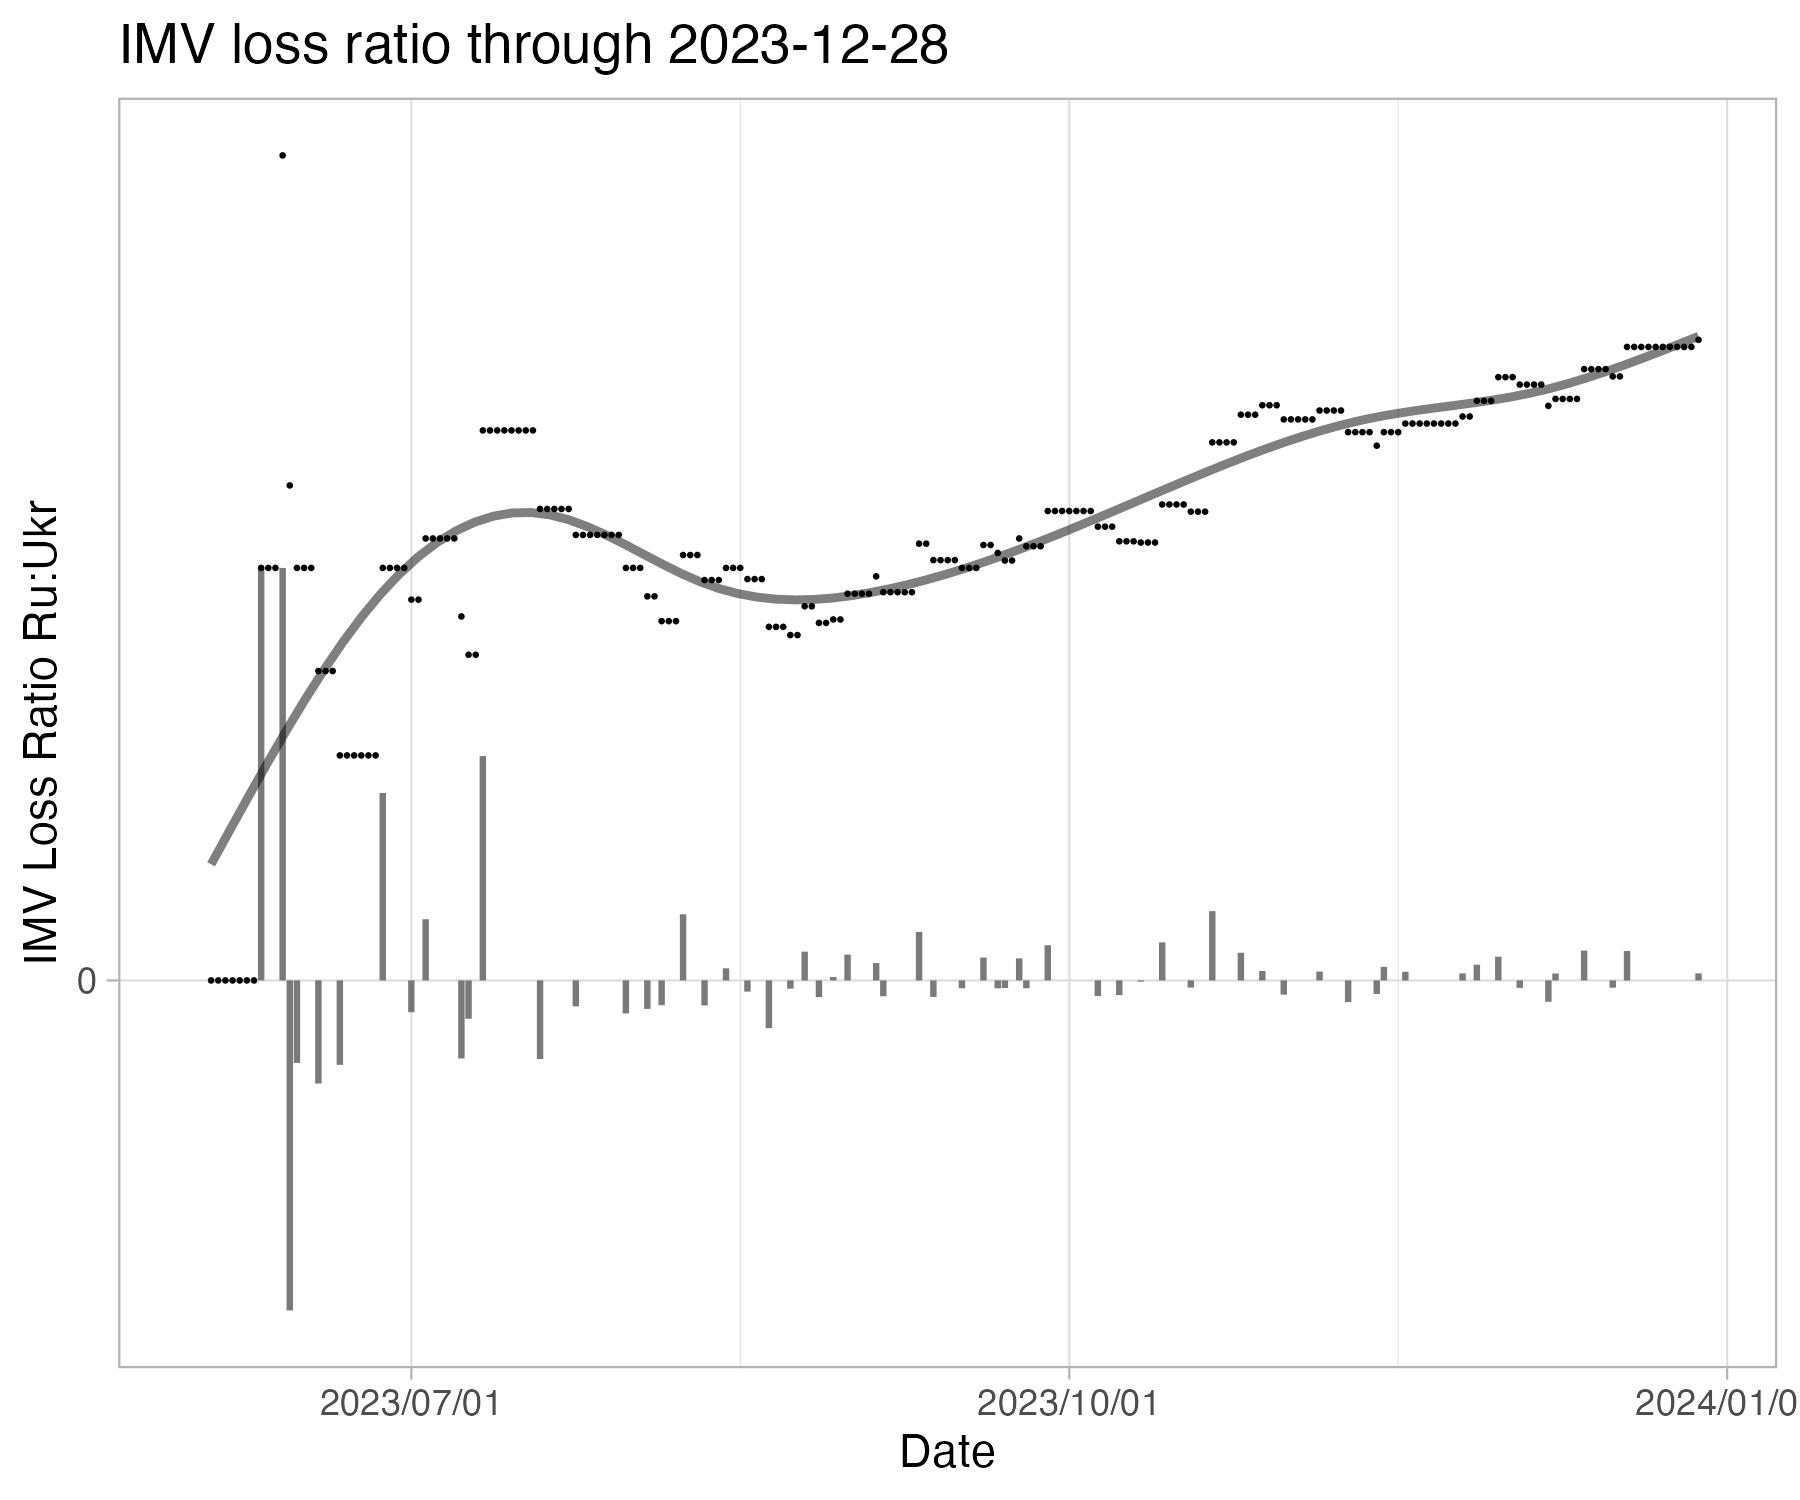 IMV loss ratio through 2023-12-28
IMV Loss Ratio Ru:Ukr
0
2023/07/01
2023/10/01
2024/01/0
Date